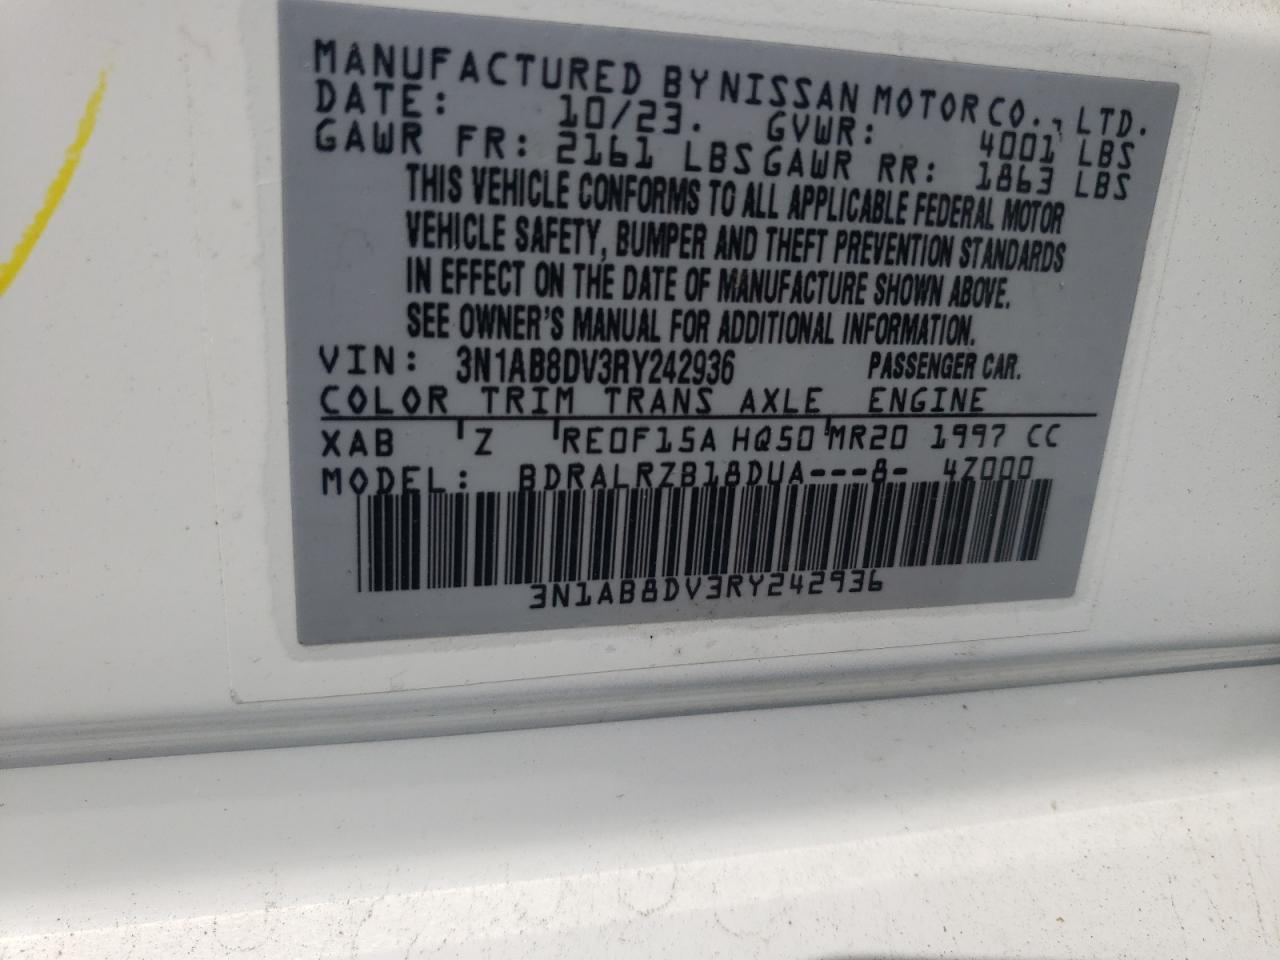 MANUFACTURED BY NISSAN MOTOR CO., LTD.
DATE: 10/23. GVWR: 4001 LBS
GAWR FR: 2161 LBS GAWR RR: 1863 LBS
THIS VEHICLE CONFORMS TO ALL APPLICABLE FEDERAL MOTOR
VEHICLE SAFETY, BUMPER AND THEFT PREVENTION STANDARDS
IN EFFECT ON THE DATE OF MANUFACTURE SHOWN ABOVE.
SEE OWNER'S MANUAL FOR ADDITIONAL INFORMATION.
VIN: 3N1AB8DV3RY242936 PASSENGER CAR.
COLOR TRIM TRANS AXLE ENGINE
XAB Z RE0F15A HQ50 MR20 1997 CC
MODEL: BDRALRZB18DUA---8- 4Z000
3N1AB8DV3RY242936